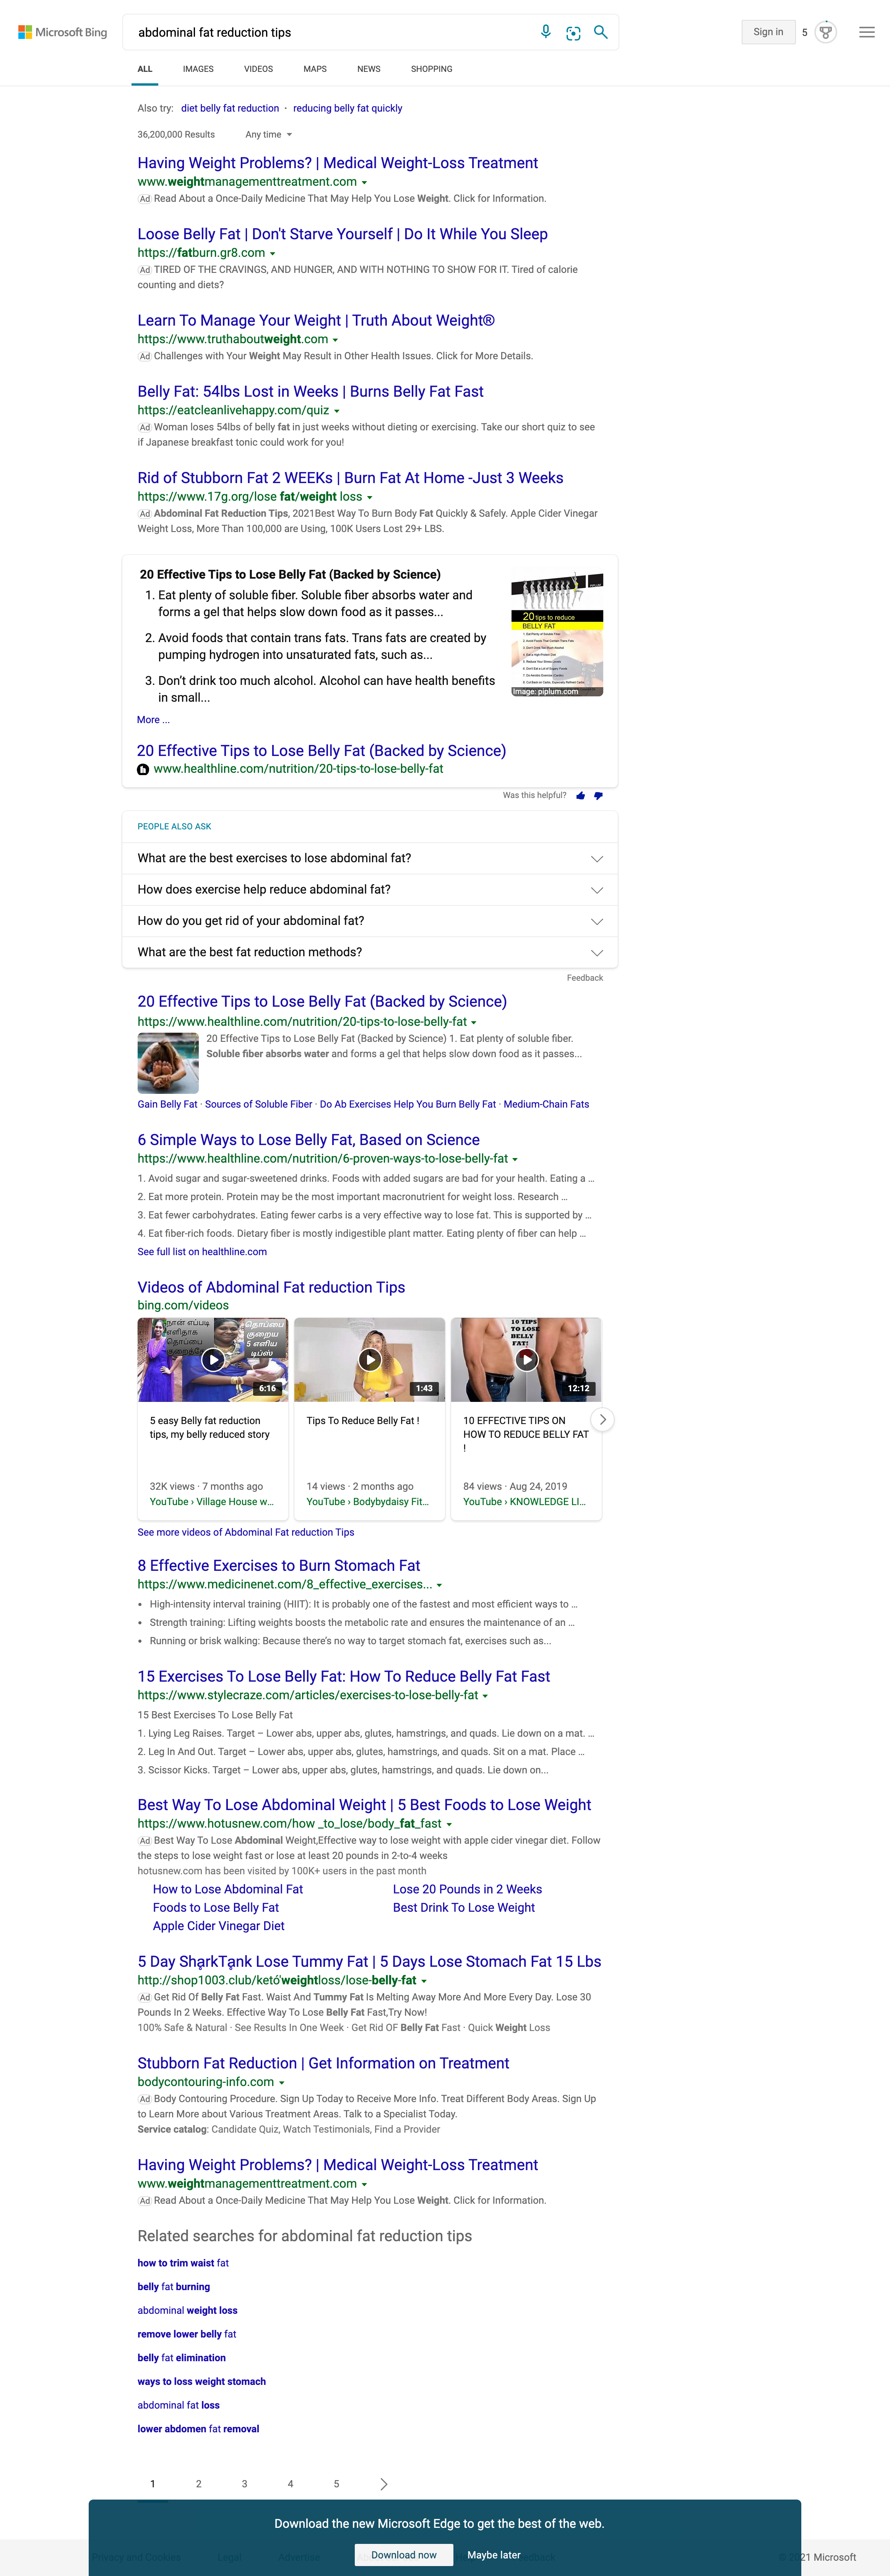 Microsoft Bing
abdominal fat reduction tips
Sign in
5
ALL
IMAGES
VIDEOS
MAPS
NEWS
SHOPPING
Also try: diet belly fat reduction · reducing belly fat quickly
36,200,000 Results
Any time
Having Weight Problems? | Medical Weight-Loss Treatment
www.weightmanagementtreatment.com
Ad Read About a Once-Daily Medicine That May Help You Lose Weight. Click for Information.
Loose Belly Fat | Don't Starve Yourself | Do It While You Sleep
https://fatburn.gr8.com
Ad TIRED OF THE CRAVINGS, AND HUNGER, AND WITH NOTHING TO SHOW FOR IT. Tired of calorie
counting and diets?
Learn To Manage Your Weight | Truth About Weight®
https://www.truthaboutweight.com
Ad Challenges with Your Weight May Result in Other Health Issues. Click for More Details.
Belly Fat: 54lbs Lost in Weeks | Burns Belly Fat Fast
https://eatcleanlivehappy.com/quiz
Ad Woman loses 54lbs of belly fat in just weeks without dieting or exercising. Take our short quiz to see
if Japanese breakfast tonic could work for you!
Rid of Stubborn Fat 2 WEEKs | Burn Fat At Home -Just 3 Weeks
https://www.17g.org/lose fat/weight loss
Ad Abdominal Fat Reduction Tips, 2021Best Way To Burn Body Fat Quickly & Safely. Apple Cider Vinegar
Weight Loss, More Than 100,000 are Using, 100K Users Lost 29+ LBS.
20 Effective Tips to Lose Belly Fat (Backed by Science)
1. Eat plenty of soluble fiber. Soluble fiber absorbs water and
forms a gel that helps slow down food as it passes...
2. Avoid foods that contain trans fats. Trans fats are created by
pumping hydrogen into unsaturated fats, such as...
3. Don't drink too much alcohol. Alcohol can have health benefits
in small...
20 tips to reduce
BELLY FAT
Image: piplum.com
More ...
20 Effective Tips to Lose Belly Fat (Backed by Science)
www.healthline.com/nutrition/20-tips-to-lose-belly-fat
Was this helpful?
PEOPLE ALSO ASK
What are the best exercises to lose abdominal fat?
How does exercise help reduce abdominal fat?
How do you get rid of your abdominal fat?
What are the best fat reduction methods?
Feedback
20 Effective Tips to Lose Belly Fat (Backed by Science)
https://www.healthline.com/nutrition/20-tips-to-lose-belly-fat
20 Effective Tips to Lose Belly Fat (Backed by Science) 1. Eat plenty of soluble fiber.
Soluble fiber absorbs water and forms a gel that helps slow down food as it passes...
Gain Belly Fat · Sources of Soluble Fiber · Do Ab Exercises Help You Burn Belly Fat · Medium-Chain Fats
6 Simple Ways to Lose Belly Fat, Based on Science
https://www.healthline.com/nutrition/6-proven-ways-to-lose-belly-fat
1. Avoid sugar and sugar-sweetened drinks. Foods with added sugars are bad for your health. Eating a ...
2. Eat more protein. Protein may be the most important macronutrient for weight loss. Research ...
3. Eat fewer carbohydrates. Eating fewer carbs is a very effective way to lose fat. This is supported by ...
4. Eat fiber-rich foods. Dietary fiber is mostly indigestible plant matter. Eating plenty of fiber can help ...
See full list on healthline.com
Videos of Abdominal Fat reduction Tips
bing.com/videos
நான் எப்படி
எளிதாக
தொப்பை
குறைய
5 எளிய
டிப்ஸ்
6:16
1:43
10 TIPS
TO LOSE
BELLY
FAT!
12:12
5 easy Belly fat reduction
tips, my belly reduced story
32K views · 7 months ago
YouTube › Village House w...
Tips To Reduce Belly Fat !
14 views · 2 months ago
YouTube › Bodybydaisy Fit...
10 EFFECTIVE TIPS ON
HOW TO REDUCE BELLY FAT
!
84 views · Aug 24, 2019
YouTube › KNOWLEDGE LI...
See more videos of Abdominal Fat reduction Tips
8 Effective Exercises to Burn Stomach Fat
https://www.medicinenet.com/8_effective_exercises...
• High-intensity interval training (HIIT): It is probably one of the fastest and most efficient ways to ...
• Strength training: Lifting weights boosts the metabolic rate and ensures the maintenance of an ...
• Running or brisk walking: Because there's no way to target stomach fat, exercises such as...
15 Exercises To Lose Belly Fat: How To Reduce Belly Fat Fast
https://www.stylecraze.com/articles/exercises-to-lose-belly-fat
15 Best Exercises To Lose Belly Fat
1. Lying Leg Raises. Target – Lower abs, upper abs, glutes, hamstrings, and quads. Lie down on a mat. ...
2. Leg In And Out. Target – Lower abs, upper abs, glutes, hamstrings, and quads. Sit on a mat. Place ...
3. Scissor Kicks. Target – Lower abs, upper abs, glutes, hamstrings, and quads. Lie down on...
Best Way To Lose Abdominal Weight | 5 Best Foods to Lose Weight
https://www.hotusnew.com/how _to_lose/body_fat_fast
Ad Best Way To Lose Abdominal Weight,Effective way to lose weight with apple cider vinegar diet. Follow
the steps to lose weight fast or lose at least 20 pounds in 2-to-4 weeks
hotusnew.com has been visited by 100K+ users in the past month
How to Lose Abdominal Fat
Lose 20 Pounds in 2 Weeks
Foods to Lose Belly Fat
Best Drink To Lose Weight
Apple Cider Vinegar Diet
5 Day Sḩa̧rkTa̧nk Lose Tummy Fat | 5 Days Lose Stomach Fat 15 Lbs
http://shop1003.club/ketó'weightloss/lose-belly-fat
Ad Get Rid Of Belly Fat Fast. Waist And Tummy Fat Is Melting Away More And More Every Day. Lose 30
Pounds In 2 Weeks. Effective Way To Lose Belly Fat Fast,Try Now!
100% Safe & Natural · See Results In One Week · Get Rid OF Belly Fat Fast · Quick Weight Loss
Stubborn Fat Reduction | Get Information on Treatment
bodycontouring-info.com
Ad Body Contouring Procedure. Sign Up Today to Receive More Info. Treat Different Body Areas. Sign Up
to Learn More about Various Treatment Areas. Talk to a Specialist Today.
Service catalog: Candidate Quiz, Watch Testimonials, Find a Provider
Having Weight Problems? | Medical Weight-Loss Treatment
www.weightmanagementtreatment.com
Ad Read About a Once-Daily Medicine That May Help You Lose Weight. Click for Information.
Related searches for abdominal fat reduction tips
how to trim waist fat
belly fat burning
abdominal weight loss
remove lower belly fat
belly fat elimination
ways to loss weight stomach
abdominal fat loss
lower abdomen fat removal
1
2
3
4
5
Download the new Microsoft Edge to get the best of the web.
Download now
Maybe later
21 Microsoft